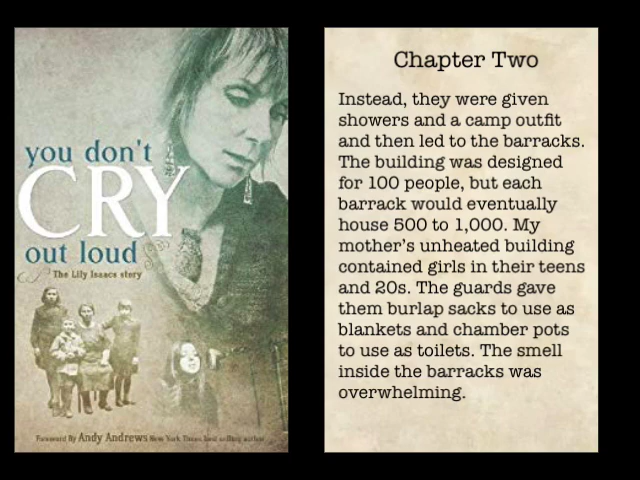 you don't
CRY
out loud
The Lily Isaacs story
Foreword By Andy Andrews New York Times best selling author
Chapter Two
Instead, they were given
showers and a camp outfit
and then led to the barracks.
The building was designed
for 100 people, but each
barrack would eventually
house 500 to 1,000. My
mother's unheated building
contained girls in their teens
and 20s. The guards gave
them burlap sacks to use as
blankets and chamber pots
to use as toilets. The smell
inside the barracks was
overwhelming.